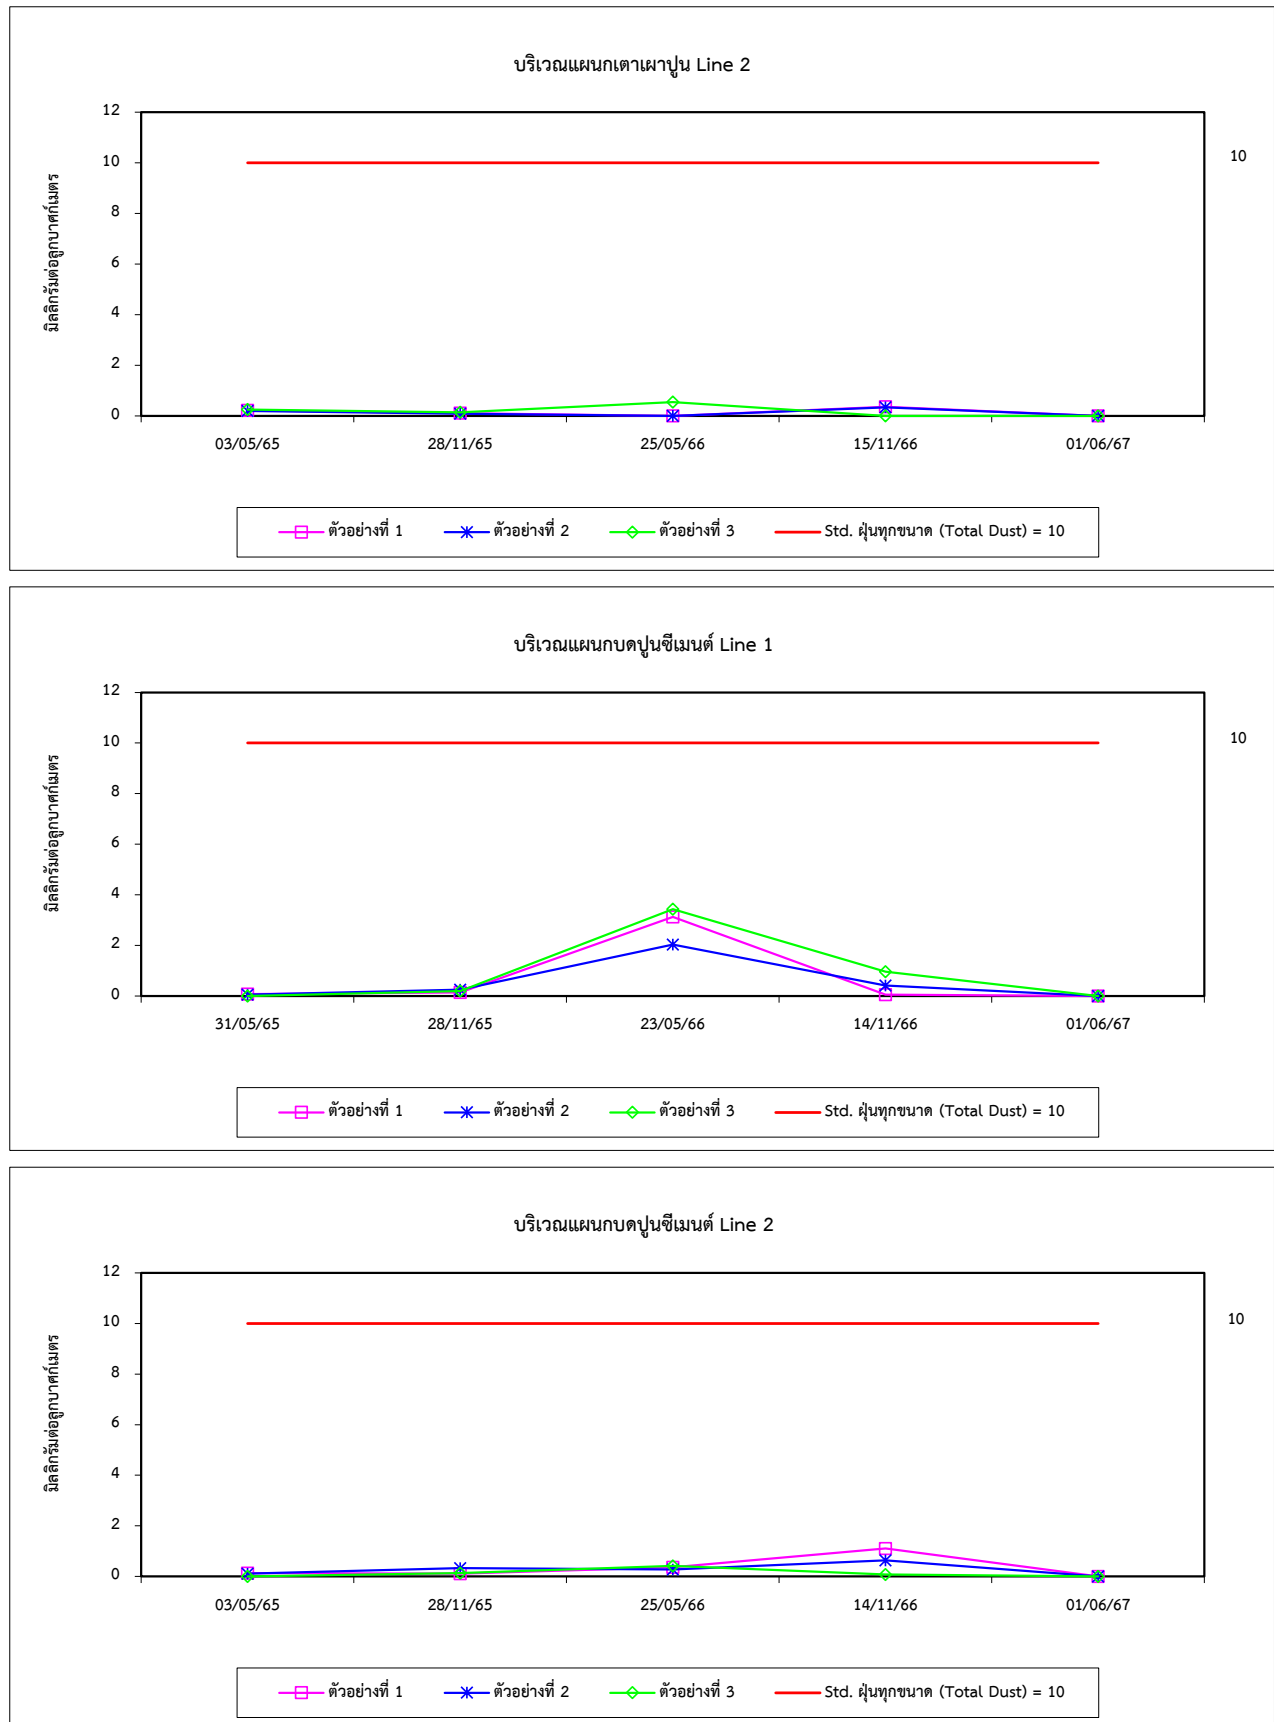 บริเวณแผนกเตาเผาปูน Line 2
มิลลิกรัมต่อลูกบาศก์เมตร
12
10
8
6
4
2
0
10
03/05/65 28/11/65 25/05/66 15/11/66 01/06/67
ตัวอย่างที่ 1 ตัวอย่างที่ 2 ตัวอย่างที่ 3 Std. ฝุ่นทุกขนาด (Total Dust) = 10
บริเวณแผนกบดปูนซีเมนต์ Line 1
มิลลิกรัมต่อลูกบาศก์เมตร
12
10
8
6
4
2
0
10
31/05/65 28/11/65 23/05/66 14/11/66 01/06/67
ตัวอย่างที่ 1 ตัวอย่างที่ 2 ตัวอย่างที่ 3 Std. ฝุ่นทุกขนาด (Total Dust) = 10
บริเวณแผนกบดปูนซีเมนต์ Line 2
มิลลิกรัมต่อลูกบาศก์เมตร
12
10
8
6
4
2
0
10
03/05/65 28/11/65 25/05/66 14/11/66 01/06/67
ตัวอย่างที่ 1 ตัวอย่างที่ 2 ตัวอย่างที่ 3 Std. ฝุ่นทุกขนาด (Total Dust) = 10